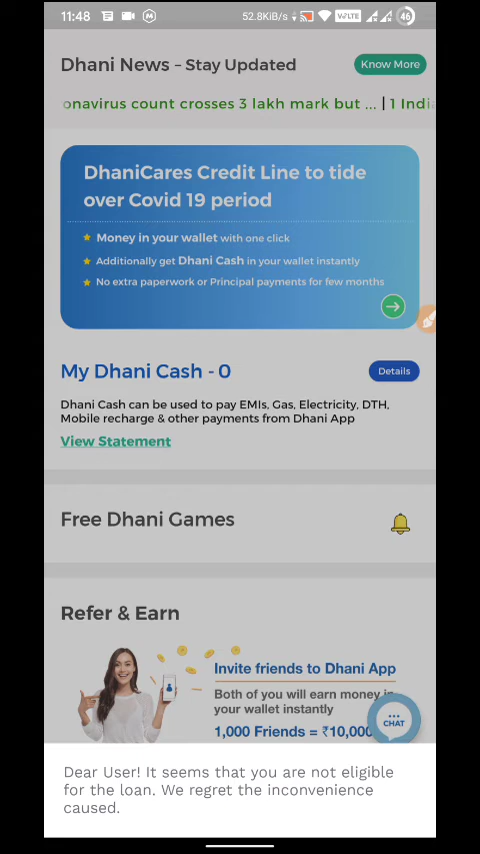 11:48 52.8KiB/s VoLTE 46
Dhani News – Stay Updated
Know More
onavirus count crosses 3 lakh mark but ... | 1 Indi
DhaniCares Credit Line to tide
over Covid 19 period
Money in your wallet with one click
Additionally get Dhani Cash in your wallet instantly
No extra paperwork or Principal payments for few months
My Dhani Cash - 0
Details
Dhani Cash can be used to pay EMIs, Gas, Electricity, DTH,
Mobile recharge & other payments from Dhani App
View Statement
Free Dhani Games
Refer & Earn
Invite friends to Dhani App
Both of you will earn money in
your wallet instantly
1,000 Friends = ₹10,000
CHAT
Dear User! It seems that you are not eligible
for the loan. We regret the inconvenience
caused.